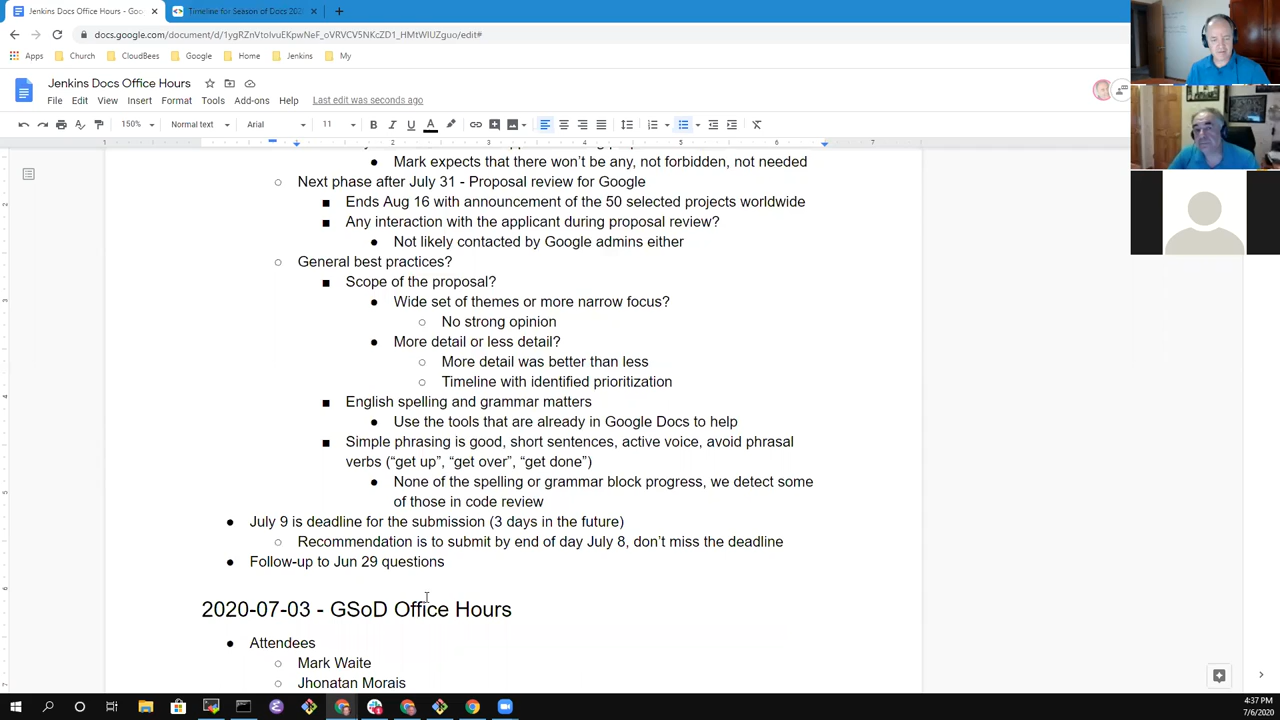 Jenkins Docs Office Hours - Goo
Timeline for Season of Docs 202
docs.google.com/document/d/1ygRZnVtoIvuEKpwNeF_oVRVCV5NKcZD1_HMtWIUZguo/edit#
Apps Church CloudBees Google Home Jenkins My
Jenkins Docs Office Hours
File Edit View Insert Format Tools Add-ons Help Last edit was seconds ago
150% Normal text Arial 11
1 2 3 4 5 6 7
Mark expects that there won't be any, not forbidden, not needed
Next phase after July 31 - Proposal review for Google
Ends Aug 16 with announcement of the 50 selected projects worldwide
Any interaction with the applicant during proposal review?
Not likely contacted by Google admins either
General best practices?
Scope of the proposal?
Wide set of themes or more narrow focus?
No strong opinion
More detail or less detail?
More detail was better than less
Timeline with identified prioritization
English spelling and grammar matters
Use the tools that are already in Google Docs to help
Simple phrasing is good, short sentences, active voice, avoid phrasal
verbs (“get up”, “get over”, “get done”)
None of the spelling or grammar block progress, we detect some
of those in code review
July 9 is deadline for the submission (3 days in the future)
Recommendation is to submit by end of day July 8, don't miss the deadline
Follow-up to Jun 29 questions
2020-07-03 - GSoD Office Hours
Attendees
Mark Waite
Jhonatan Morais
4:37 PM
7/6/2020